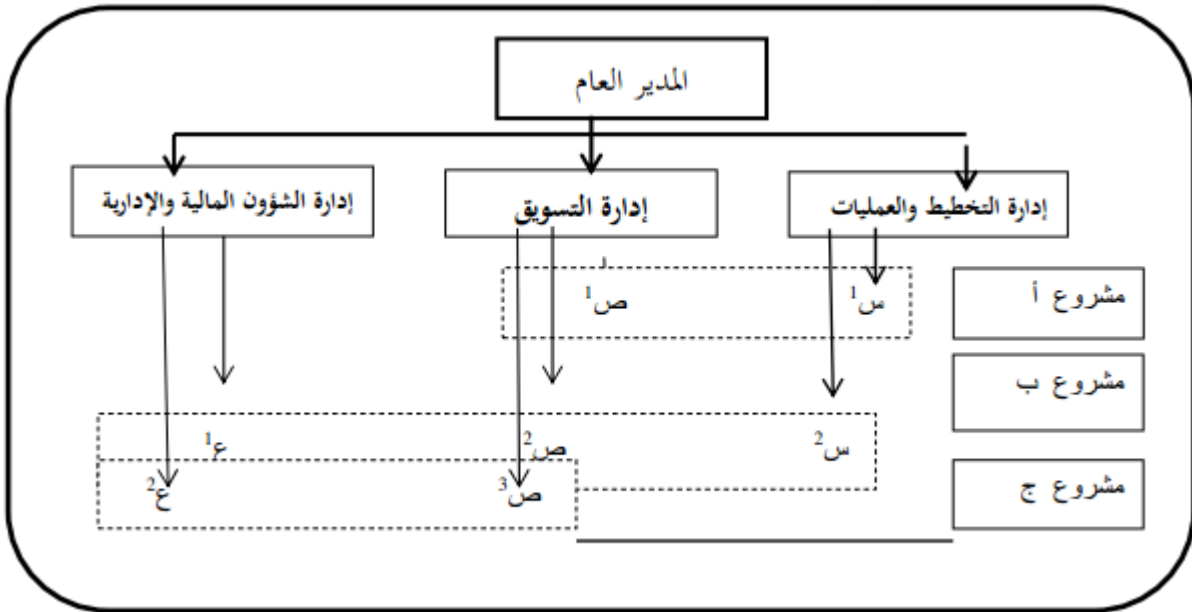 المدير العام
إدارة التخطيط والعمليات
إدارة التسويق
إدارة الشؤون المالية والإدارية
مشروع أ
س1
ص1
مشروع ب
س2
ص2
ع1
مشروع ج
ص3
ع2